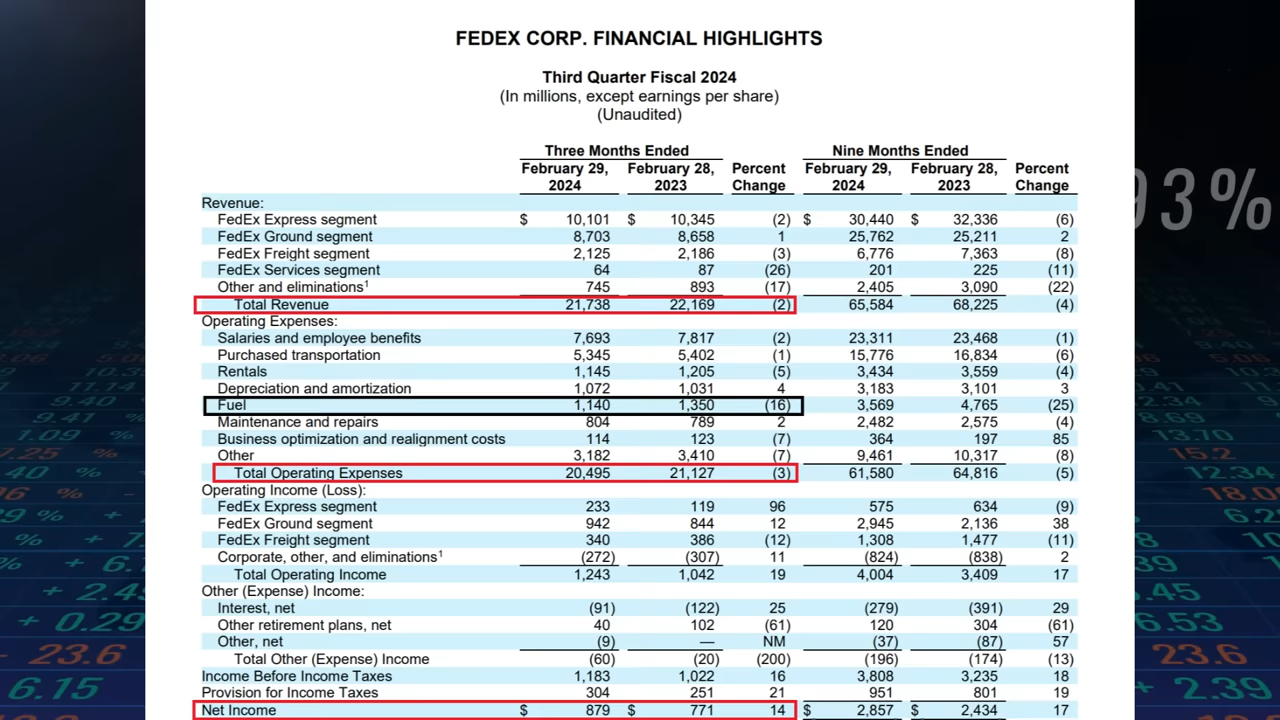 FEDEX CORP. FINANCIAL HIGHLIGHTS
Third Quarter Fiscal 2024
(In millions, except earnings per share)
(Unaudited)
Three Months Ended Nine Months Ended
February 29, February 28, Percent February 29, February 28, Percent
2024 2023 Change 2024 2023 Change
Revenue:
FedEx Express segment $ 10,101 $ 10,345 (2) $ 30,440 $ 32,336 (6)
FedEx Ground segment 8,703 8,658 1 25,762 25,211 2
FedEx Freight segment 2,125 2,186 (3) 6,776 7,363 (8)
FedEx Services segment 64 87 (26) 201 225 (11)
Other and eliminations¹ 745 893 (17) 2,405 3,090 (22)
Total Revenue 21,738 22,169 (2) 65,584 68,225 (4)
Operating Expenses:
Salaries and employee benefits 7,693 7,817 (2) 23,311 23,468 (1)
Purchased transportation 5,345 5,402 (1) 15,776 16,834 (6)
Rentals 1,145 1,205 (5) 3,434 3,559 (4)
Depreciation and amortization 1,072 1,031 4 3,183 3,101 3
Fuel 1,140 1,350 (16) 3,569 4,765 (25)
Maintenance and repairs 804 789 2 2,482 2,575 (4)
Business optimization and realignment costs 114 123 (7) 364 197 85
Other 3,182 3,410 (7) 9,461 10,317 (8)
Total Operating Expenses 20,495 21,127 (3) 61,580 64,816 (5)
Operating Income (Loss):
FedEx Express segment 233 119 96 575 634 (9)
FedEx Ground segment 942 844 12 2,945 2,136 38
FedEx Freight segment 340 386 (12) 1,308 1,477 (11)
Corporate, other, and eliminations¹ (272) (307) 11 (824) (838) 2
Total Operating Income 1,243 1,042 19 4,004 3,409 17
Other (Expense) Income:
Interest, net (91) (122) 25 (279) (391) 29
Other retirement plans, net 40 102 (61) 120 304 (61)
Other, net (9) — NM (37) (87) 57
Total Other (Expense) Income (60) (20) (200) (196) (174) (13)
Income Before Income Taxes 1,183 1,022 16 3,808 3,235 18
Provision for Income Taxes 304 251 21 951 801 19
Net Income $ 879 $ 771 14 $ 2,857 $ 2,434 17